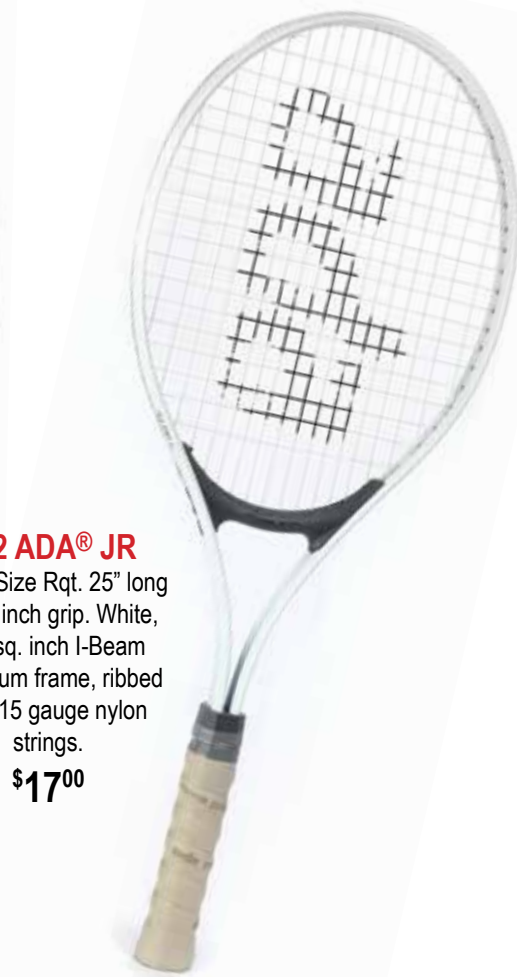 2 ADA® JR
Size Rqt. 25” long
inch grip. White,
sq. inch I-Beam
um frame, ribbed
15 gauge nylon
strings.
$17⁰⁰